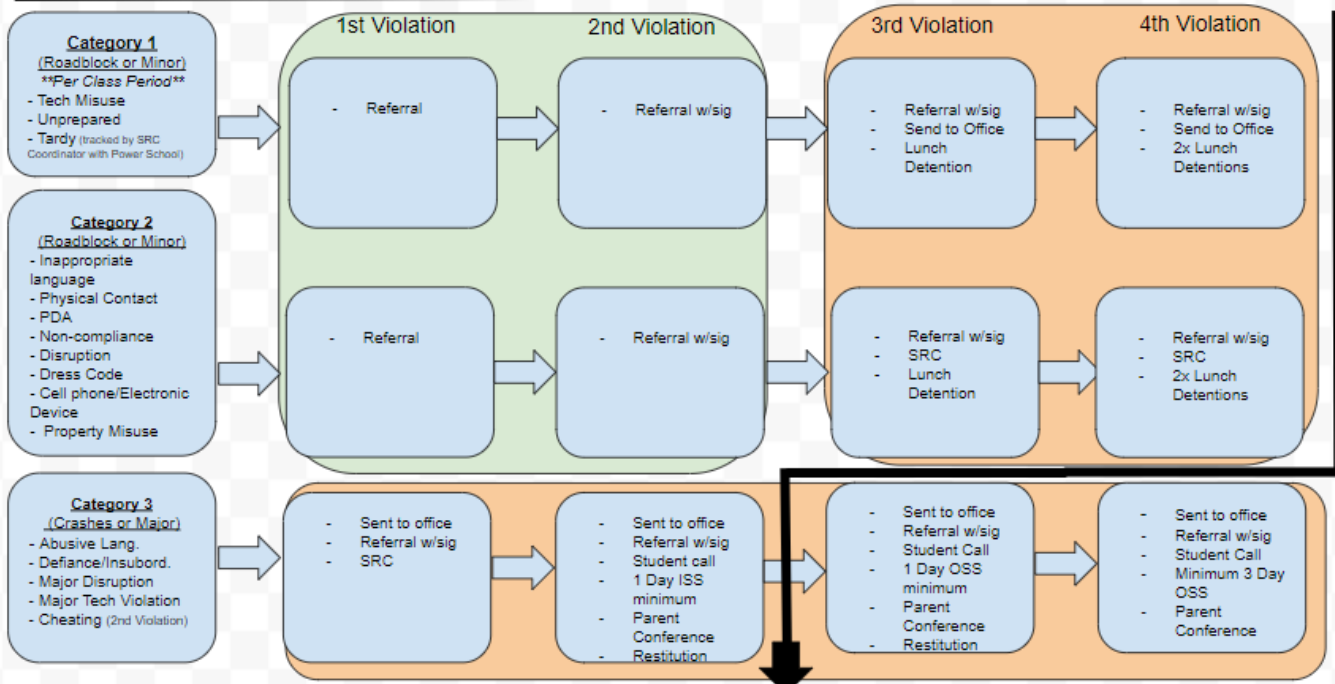 1st Violation
2nd Violation
3rd Violation
4th Violation
Category 1
(Roadblock or Minor)
**Per Class Period**
- Tech Misuse
- Unprepared
- Tardy (tracked by SRC
Coordinator with Power School)
- Referral
- Referral w/sig
- Referral w/sig
- Send to Office
- Lunch
Detention
- Referral w/sig
- Send to Office
- 2x Lunch
Detentions
Category 2
(Roadblock or Minor)
- Inappropriate
language
- Physical Contact
- PDA
- Non-compliance
- Disruption
- Dress Code
- Cell phone/Electronic
Device
- Property Misuse
- Referral
- Referral w/sig
- Referral w/sig
- SRC
- Lunch
Detention
- Referral w/sig
- SRC
- 2x Lunch
Detentions
Category 3
(Crashes or Major)
- Abusive Lang.
- Defiance/Insubord.
- Major Disruption
- Major Tech Violation
- Cheating (2nd Violation)
- Sent to office
- Referral w/sig
- SRC
- Sent to office
- Referral w/sig
- Student call
- 1 Day ISS
minimum
- Parent
Conference
- Restitution
- Sent to office
- Referral w/sig
- Student Call
- 1 Day OSS
minimum
- Parent
Conference
- Restitution
- Sent to office
- Referral w/sig
- Student Call
- Minimum 3 Day
OSS
- Parent
Conference